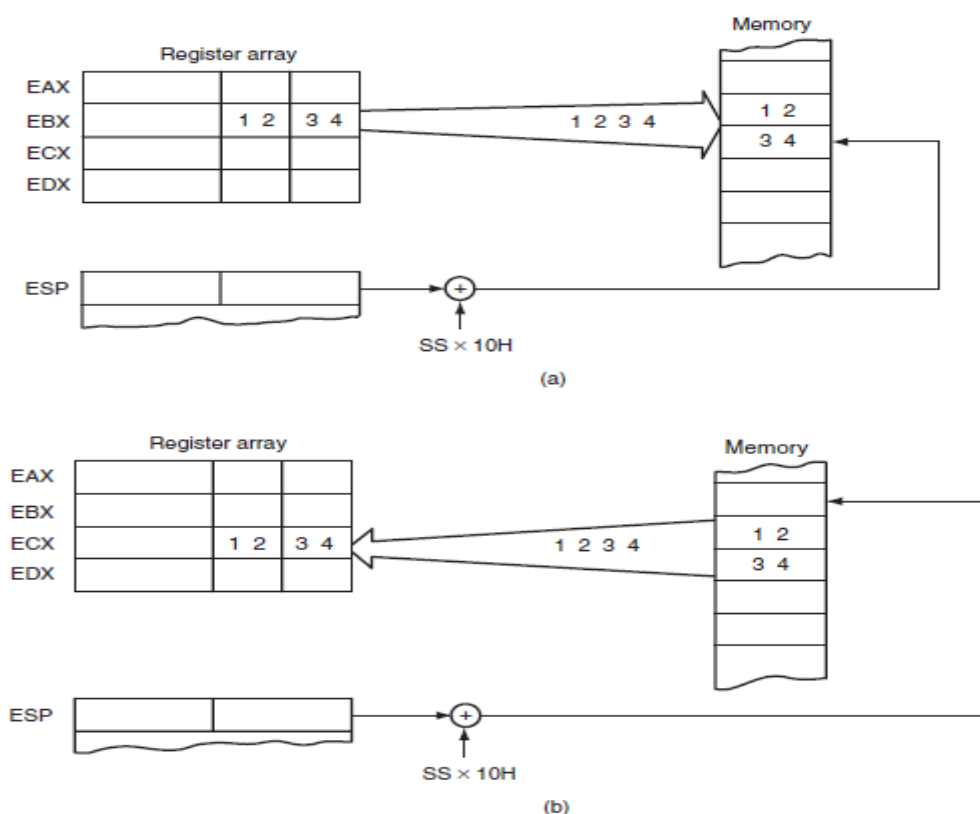 Memory
Register array
EAX
EBX 1 2 3 4 1 2 3 4 1 2
ECX 3 4
EDX
ESP +
SS × 10H
(a)
Register array
Memory
EAX
EBX
ECX 1 2 3 4 1 2 3 4 1 2
EDX 3 4
ESP +
SS × 10H
(b)